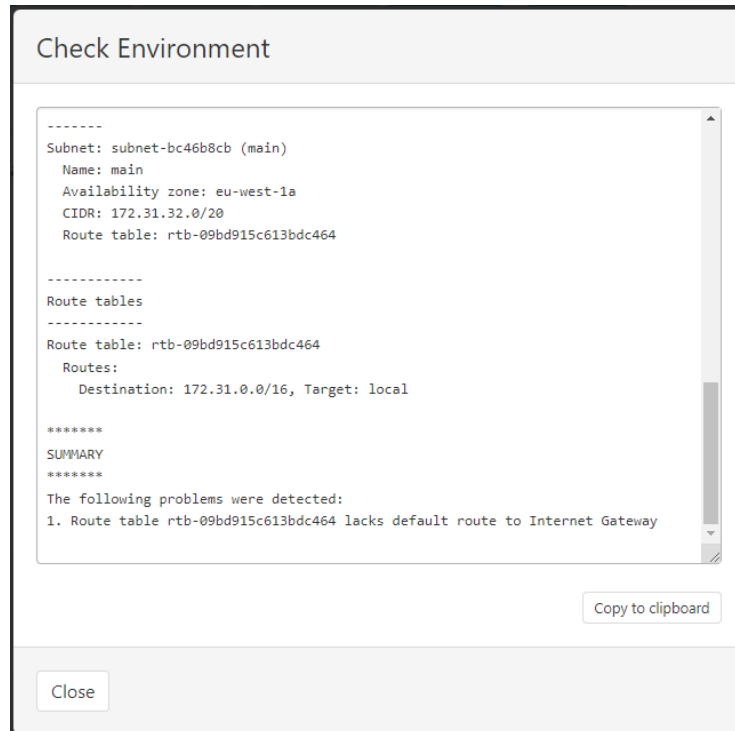 Check Environment
-------
Subnet: subnet-bc46b8cb (main)
  Name: main
  Availability zone: eu-west-1a
  CIDR: 172.31.32.0/20
  Route table: rtb-09bd915c613bdc464

------------
Route tables
------------
Route table: rtb-09bd915c613bdc464
  Routes:
    Destination: 172.31.0.0/16, Target: local

*******
SUMMARY
*******
The following problems were detected:
1. Route table rtb-09bd915c613bdc464 lacks default route to Internet Gateway
Copy to clipboard
Close